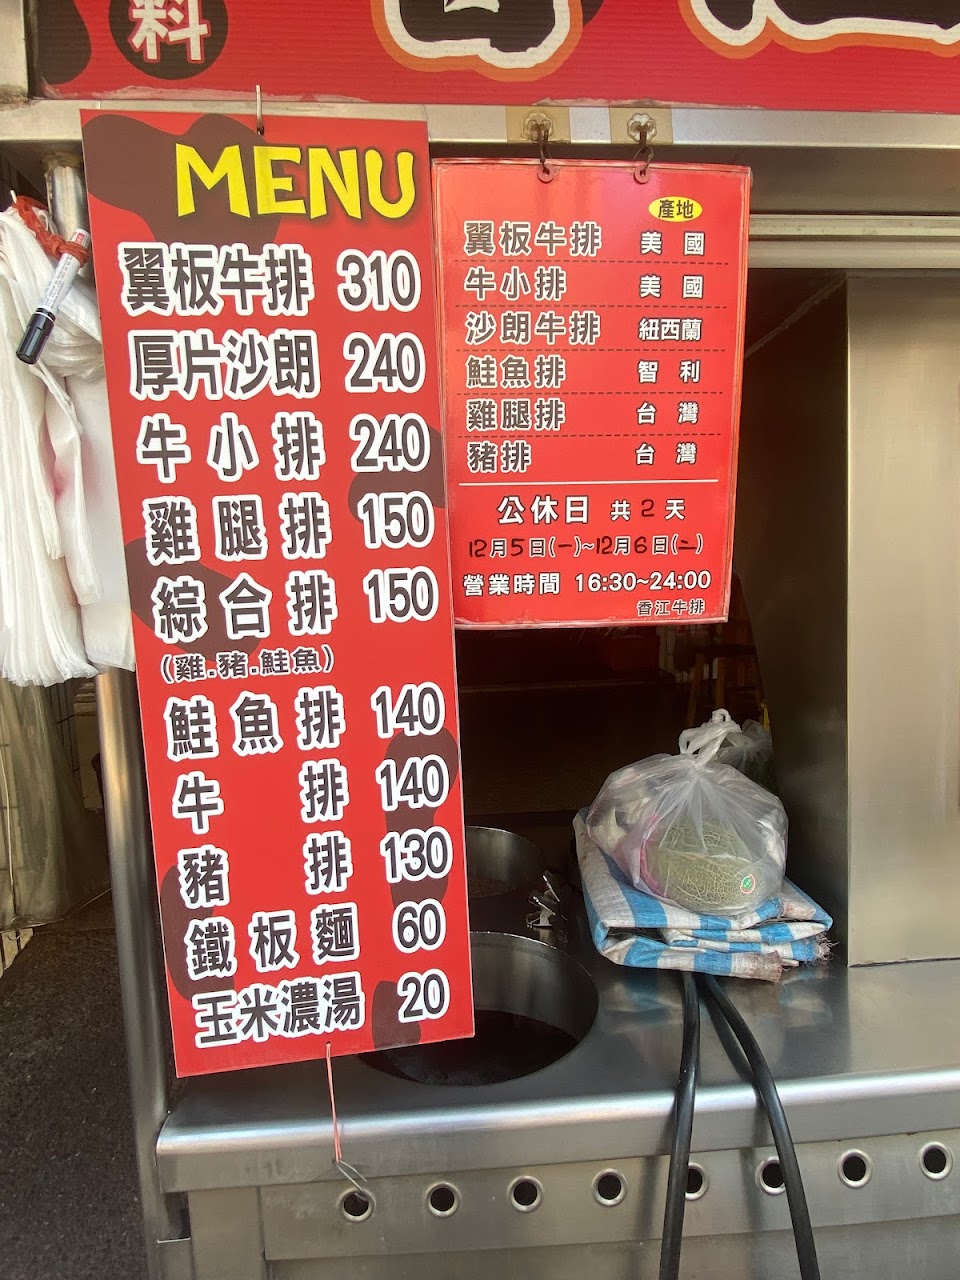 料
MENU
翼板牛排 310
厚片沙朗 240
牛小排 240
雞腿排 150
綜合排 150
(雞.豬.鮭魚)
鮭魚排 140
牛排 140
豬排 130
鐵板麵 60
玉米濃湯 20
產地
翼板牛排 美國
牛小排 美國
沙朗牛排 紐西蘭
鮭魚排 智利
雞腿排 台灣
豬排 台灣
公休日 共2天
12月5日(一)~12月6日(二)
營業時間 16:30~24:00
香江牛排